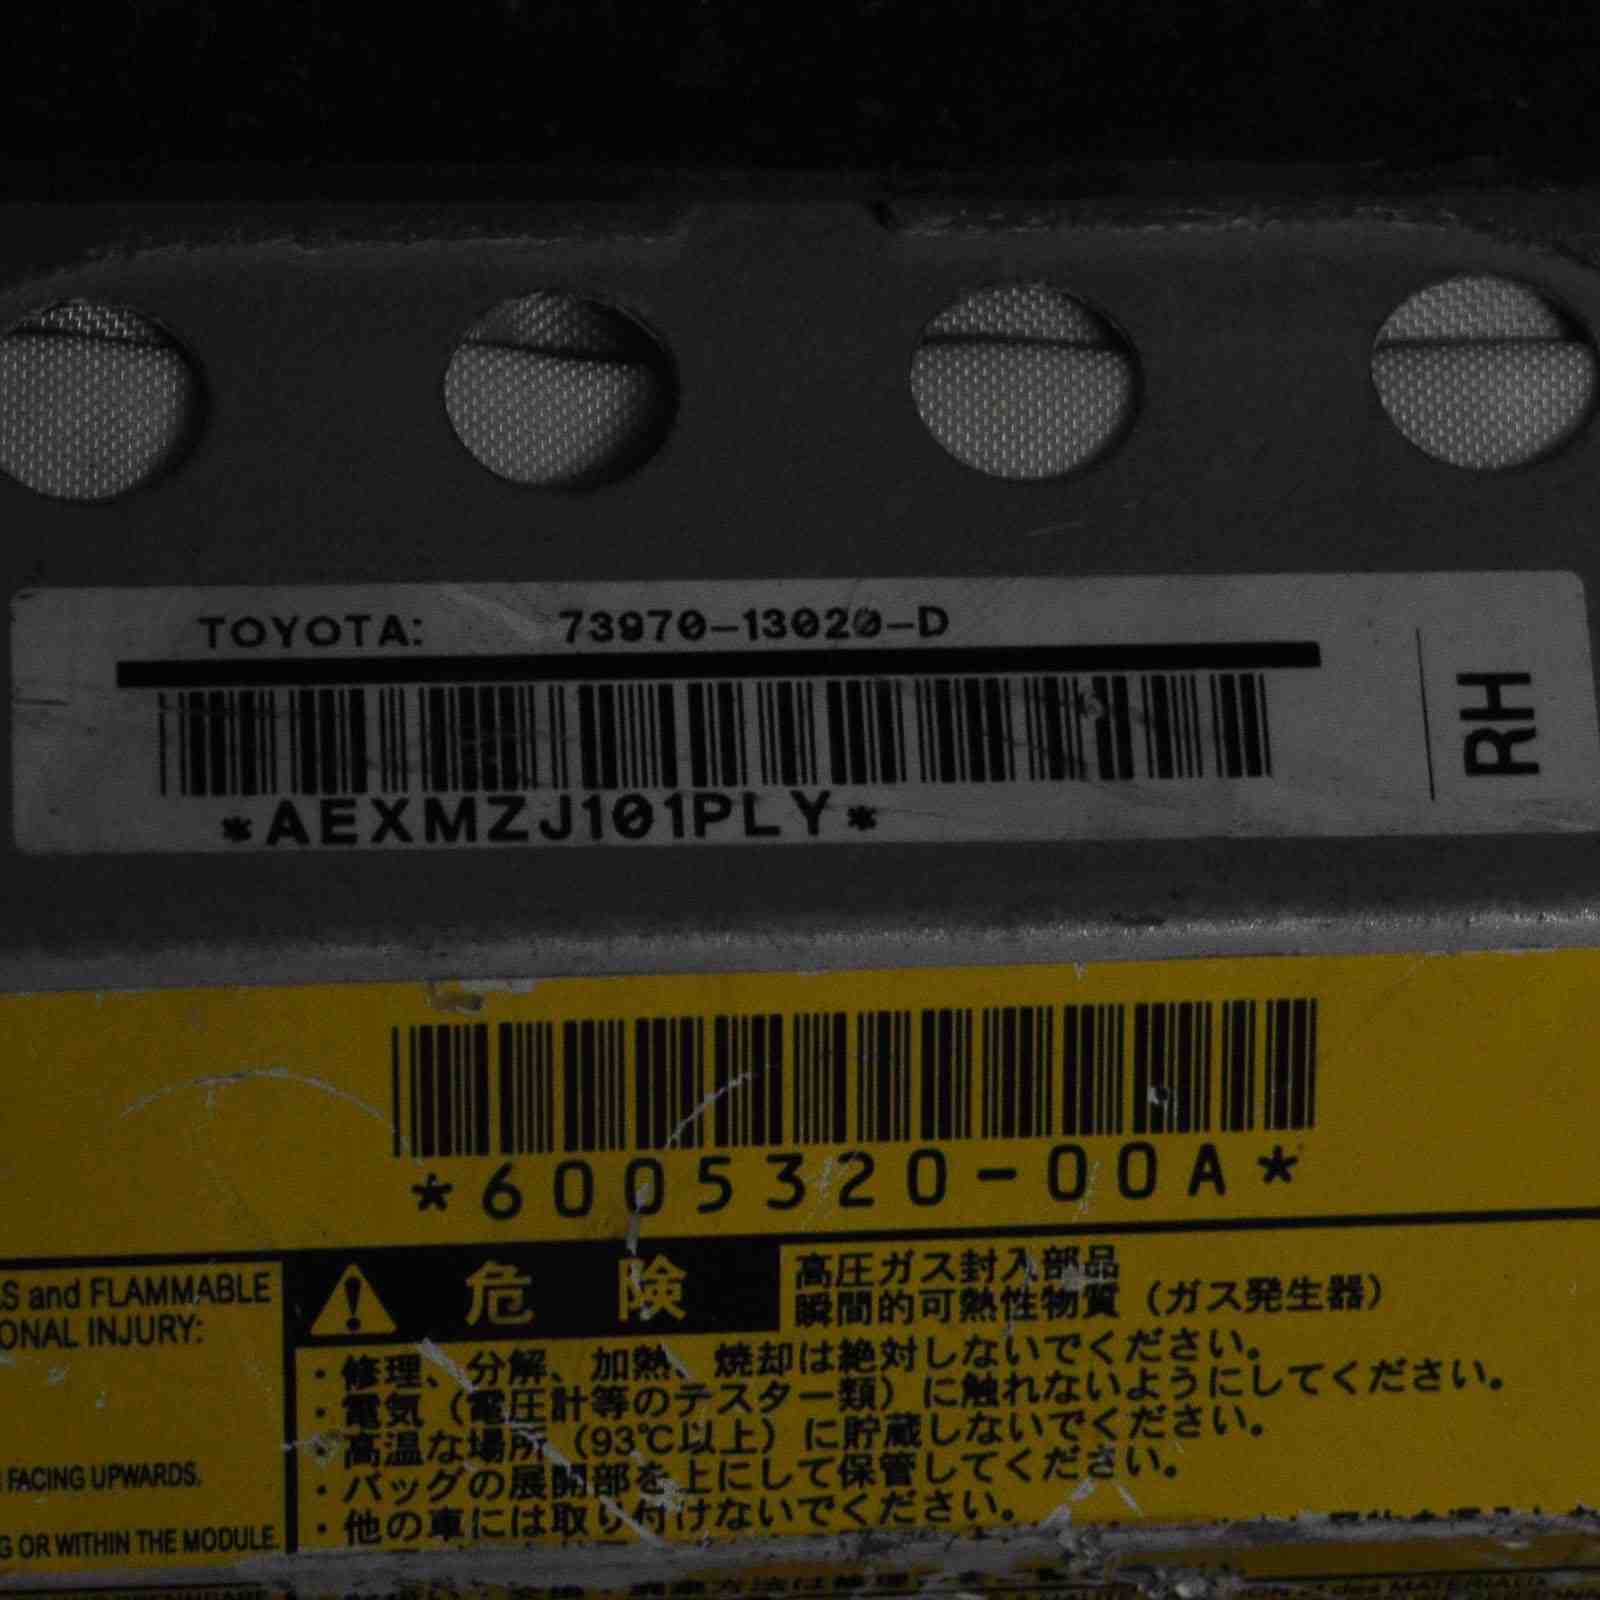 TOYOTA: 73970-13020-D
*AEXMZJ101PLY*
RH
*6005320-00A*
and FLAMMABLE
INJURY:
FACING UPWARDS.
OR WITHIN THE MODULE.
危険
高圧ガス封入部品
瞬間的可熱性物質（ガス発生器）
・修理、分解、加熱、焼却は絶対しないでください。
・電気（電圧計等のテスター類）に触れないようにしてください。
・高温な場所（93℃以上）に貯蔵しないでください。
・バッグの展開部を上にして保管してください。
・他の車には取り付けないでください。